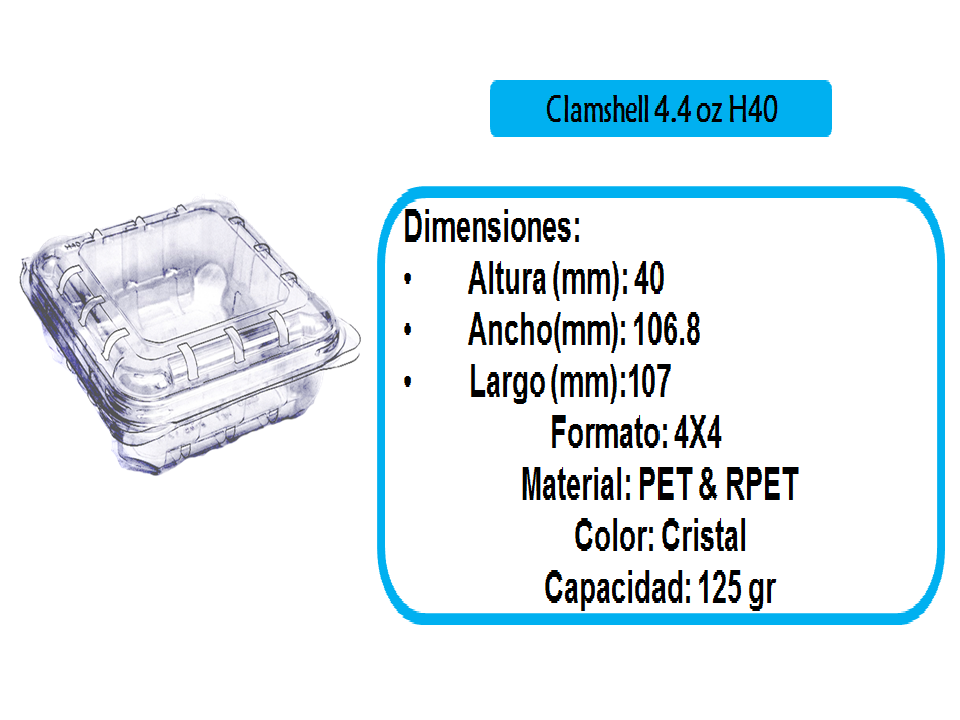 Clamshell 4.4 oz H40
Dimensiones:
• Altura (mm): 40
• Ancho(mm): 106.8
• Largo (mm):107
Formato: 4X4
Material: PET & RPET
Color: Cristal
Capacidad: 125 gr
H40